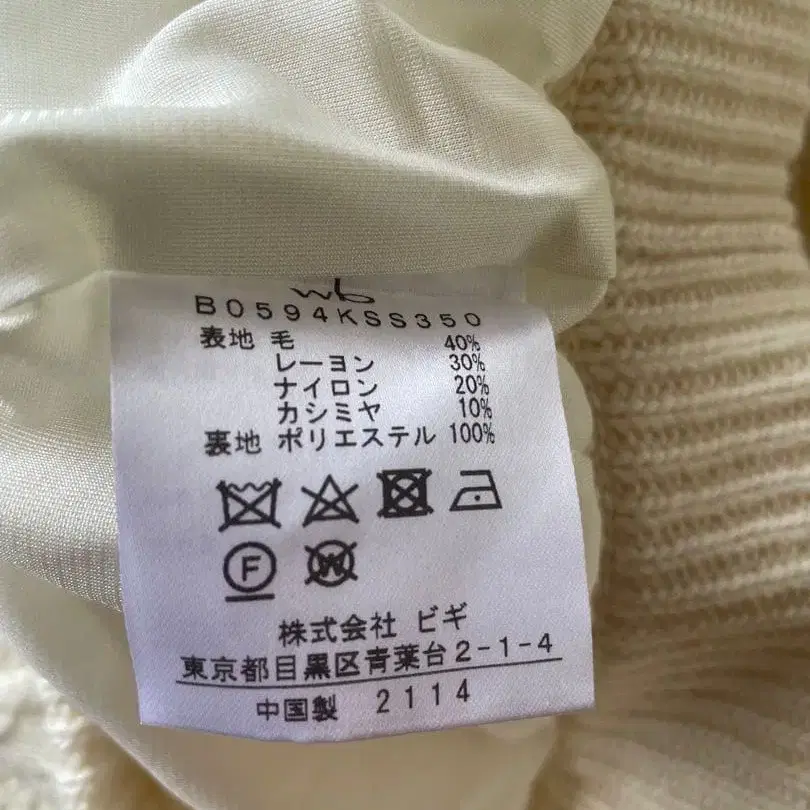 wb
B0594KSS350
表地 毛 40%
レーヨン 30%
ナイロン 20%
カシミヤ 10%
裏地 ポリエステル 100%
F
W
株式会社 ビギ
東京都目黒区青葉台2-1-4
中国製 2114